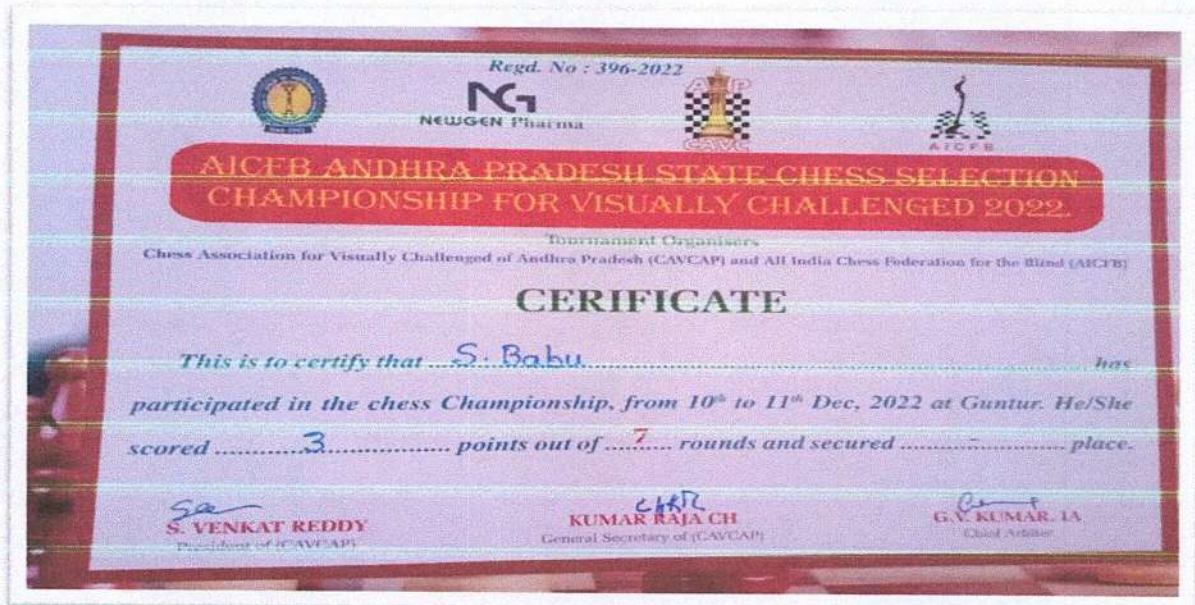 Regd. No : 396-2022
NEWGEN Pharma
CAVC
AICFB
AICFB ANDHRA PRADESH STATE CHESS SELECTION
CHAMPIONSHIP FOR VISUALLY CHALLENGED 2022.
Tournament Organisers
Chess Association for Visually Challenged of Andhra Pradesh (CAVCAP) and All India Chess Federation for the Blind (AICFB)
CERIFICATE
This is to certify that S. Babu has
participated in the chess Championship, from 10th to 11th Dec, 2022 at Guntur. He/She
scored 3 points out of 7 rounds and secured - place.
S. VENKAT REDDY KUMAR RAJA CH G.V. KUMAR. IA
President of (CAVCAP) General Secretary of (CAVCAP) Chief Arbiter